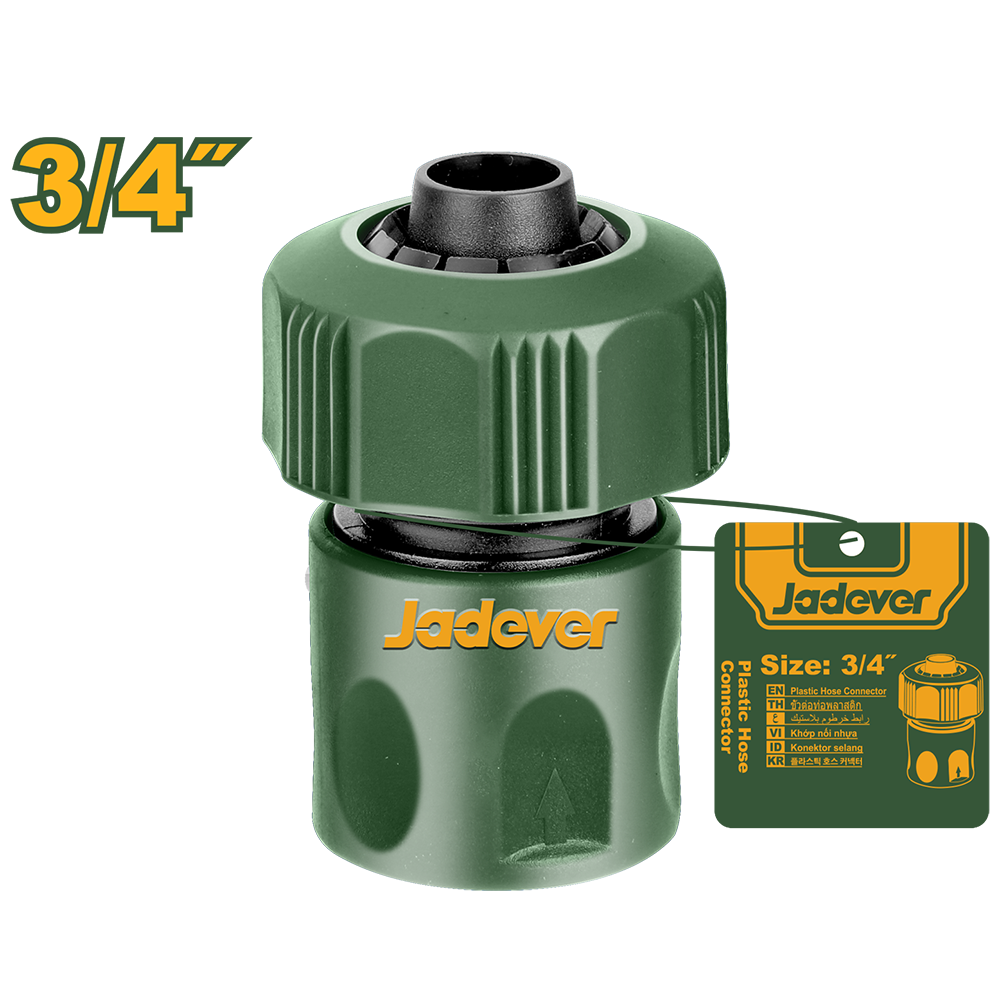 3/4″
Jadever
Jadever
Size: 3/4″
Plastic Hose
Connector
EN Plastic Hose Connector
TH ข้อต่อท่อพลาสติก
ع رابط خرطوم بلاستيك
VI Khớp nối nhựa
ID Konektor selang
KR 플라스틱 호스 커넥터